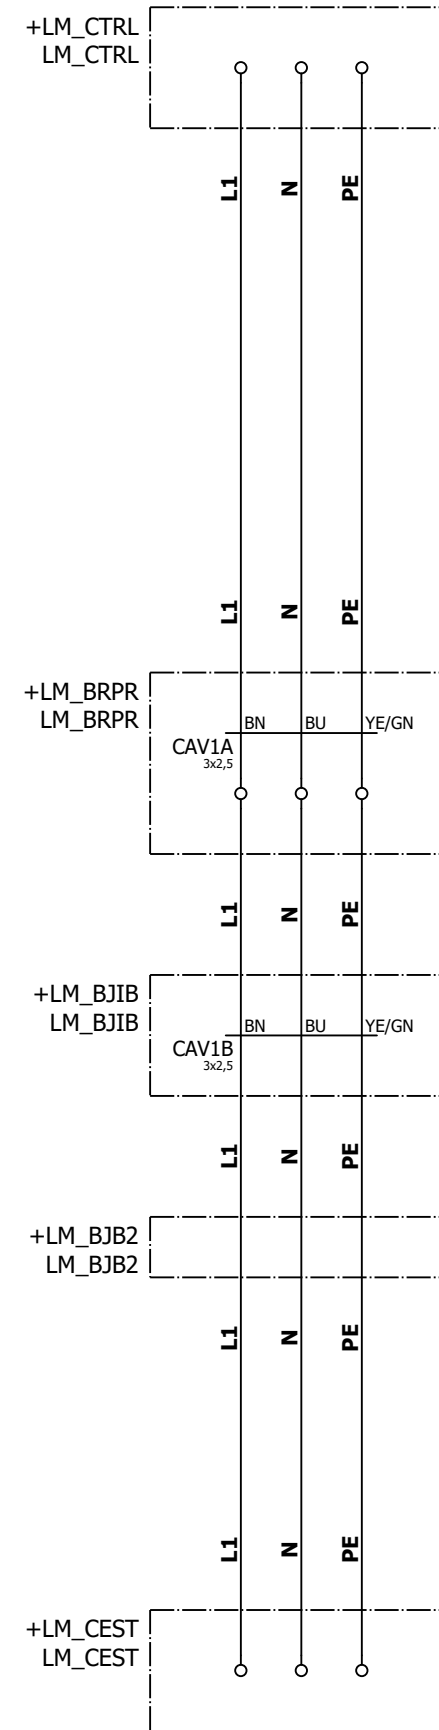 +LM_CTRL
LM_CTRL
L1 N PE
L1 N PE
+LM_BRPR
LM_BRPR
BN BU YE/GN
CAV1A
3x2,5
L1 N PE
+LM_BJIB
LM_BJIB
BN BU YE/GN
CAV1B
3x2,5
L1 N PE
+LM_BJB2
LM_BJB2
L1 N PE
L1 N PE
+LM_CEST
LM_CEST